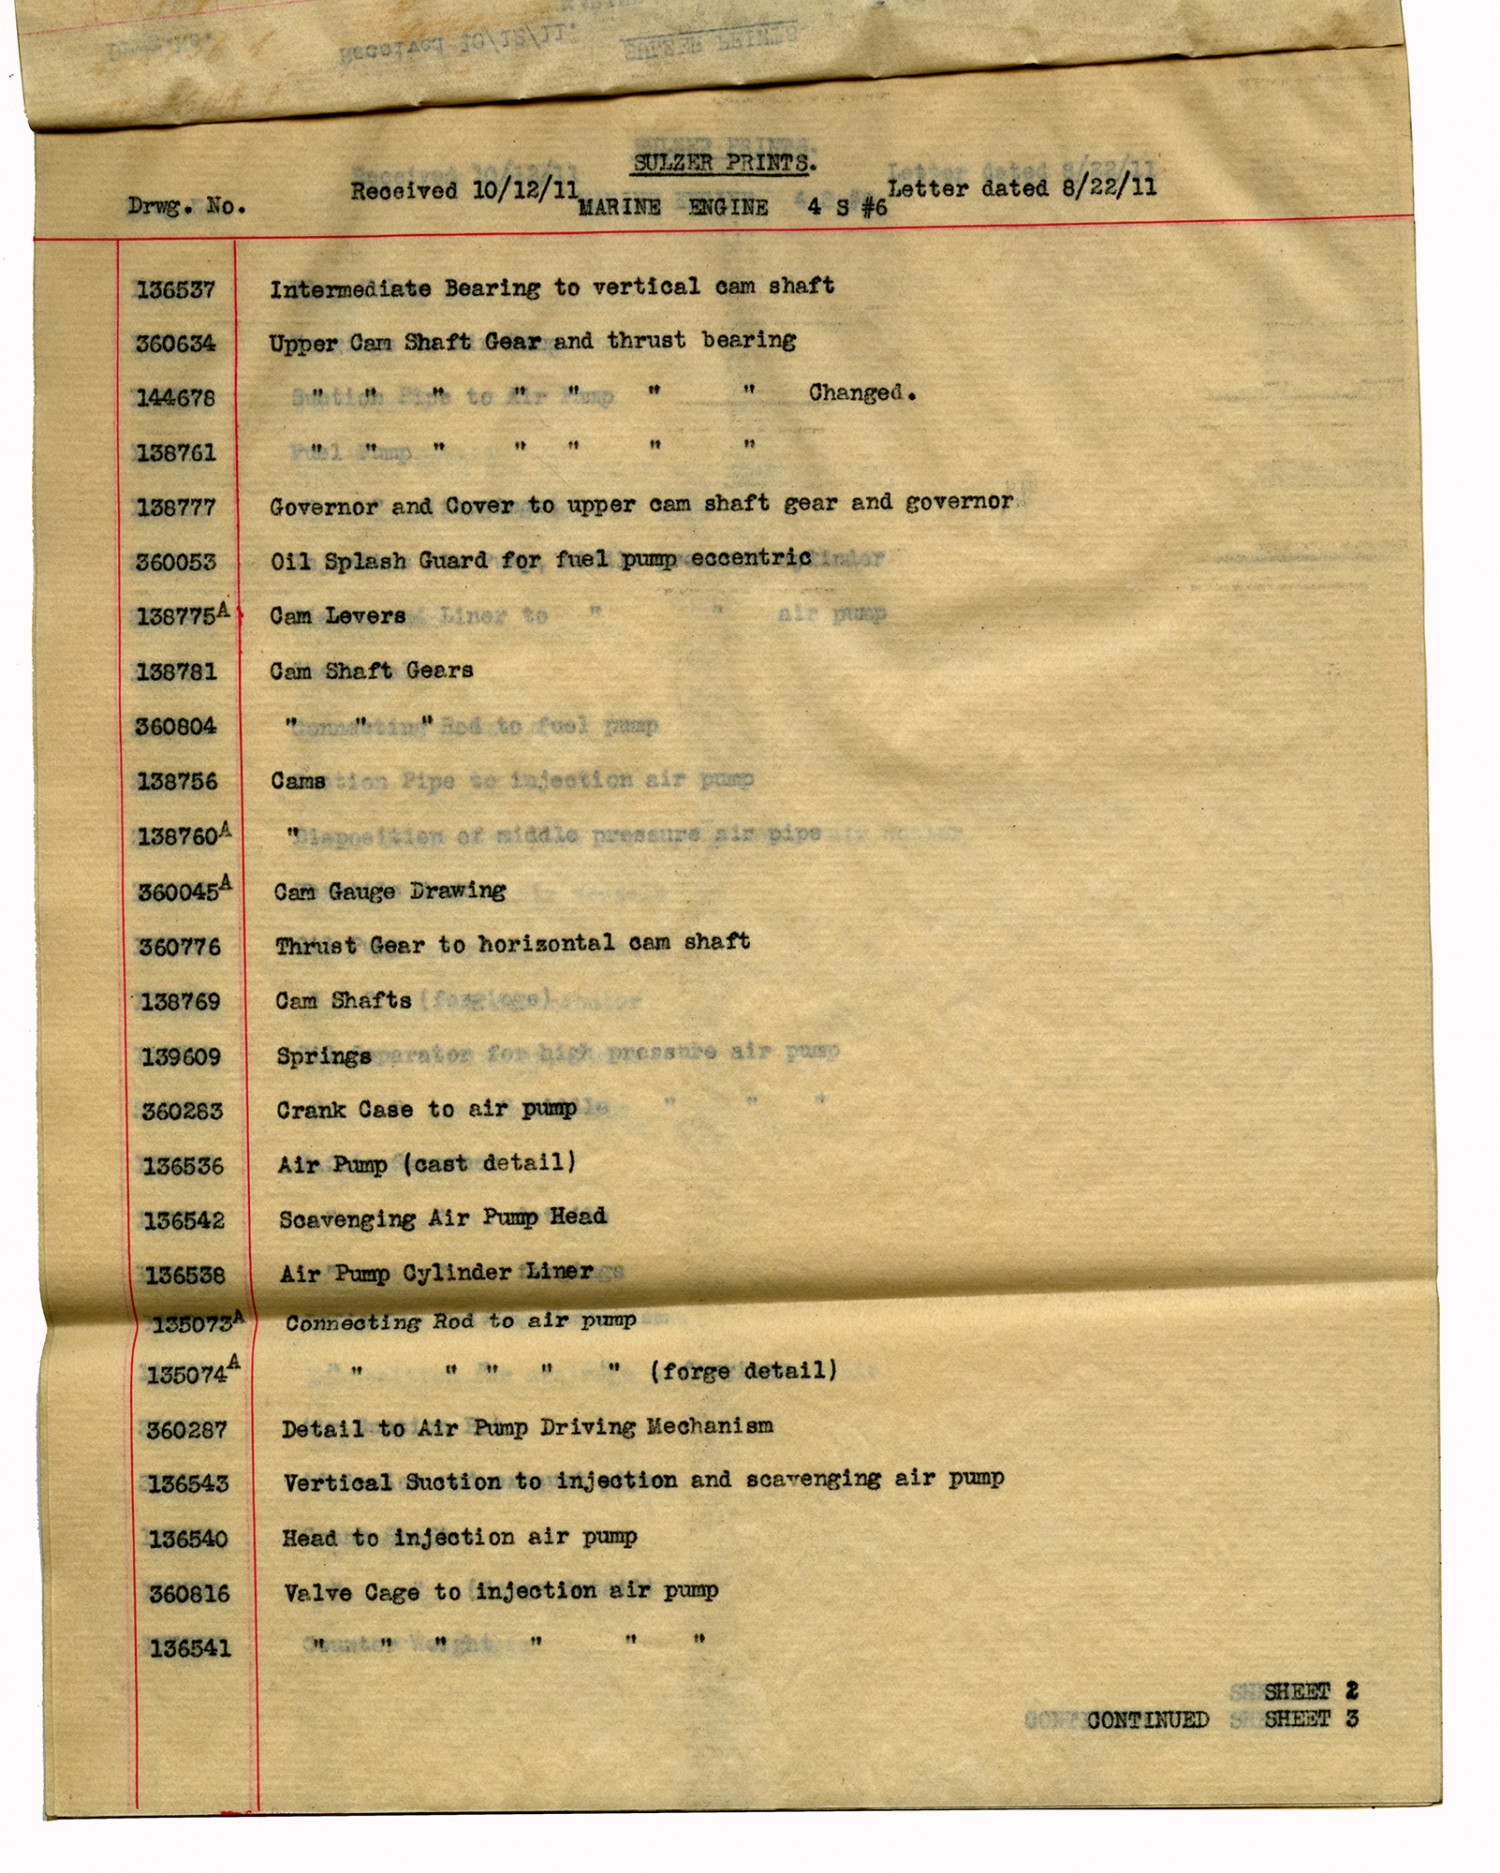 SULZER PRINTS.
Drwg. No. Received 10/12/11 MARINE ENGINE 4 S #6 Letter dated 8/22/11
136537 Intermediate Bearing to vertical cam shaft
360634 Upper Cam Shaft Gear and thrust bearing
144678 " " " " " " " Changed.
138761 " " " " " " "
138777 Governor and Cover to upper cam shaft gear and governor
360053 Oil Splash Guard for fuel pump eccentric
138775A Cam Levers
138781 Cam Shaft Gears
360804 " " "
138756 Cams
138760A "
360045A Cam Gauge Drawing
360776 Thrust Gear to horizontal cam shaft
138769 Cam Shafts
139609 Springs
360283 Crank Case to air pump
136536 Air Pump (cast detail)
136542 Scavenging Air Pump Head
136538 Air Pump Cylinder Liner
135073A Connecting Rod to air pump
135074A " " " " " (forge detail)
360287 Detail to Air Pump Driving Mechanism
136543 Vertical Suction to injection and scavenging air pump
136540 Head to injection air pump
360816 Valve Cage to injection air pump
136541 " " " " " "
SHEET 2
CONTINUED SHEET 3